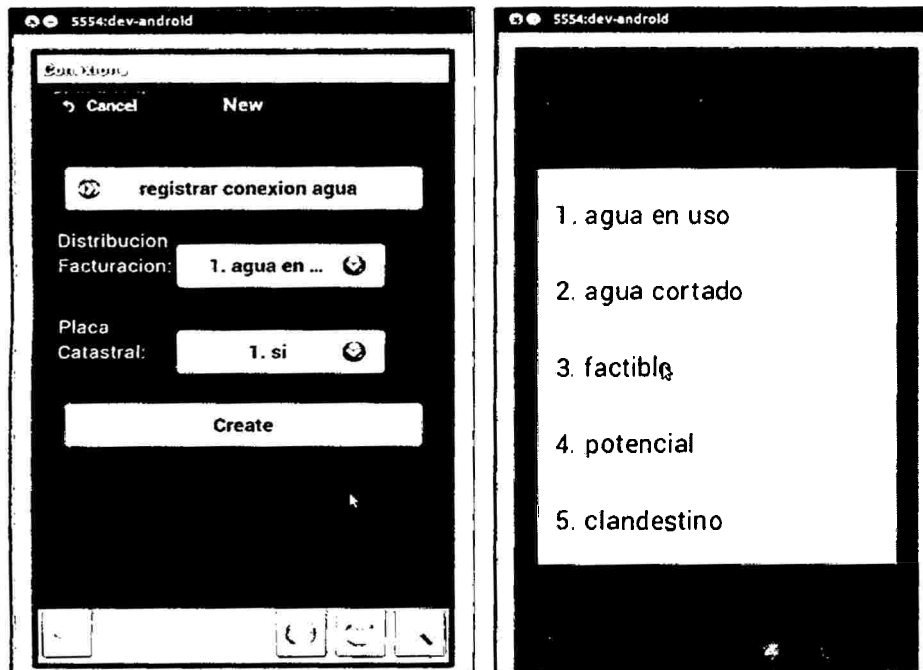 5554:dev-android
Cancel New
registrar conexion agua
Distribucion
Facturacion: 1. agua en ...
Placa
Catastral: 1. si
Create
5554:dev-android
1. agua en uso
2. agua cortado
3. factible
4. potencial
5. clandestino